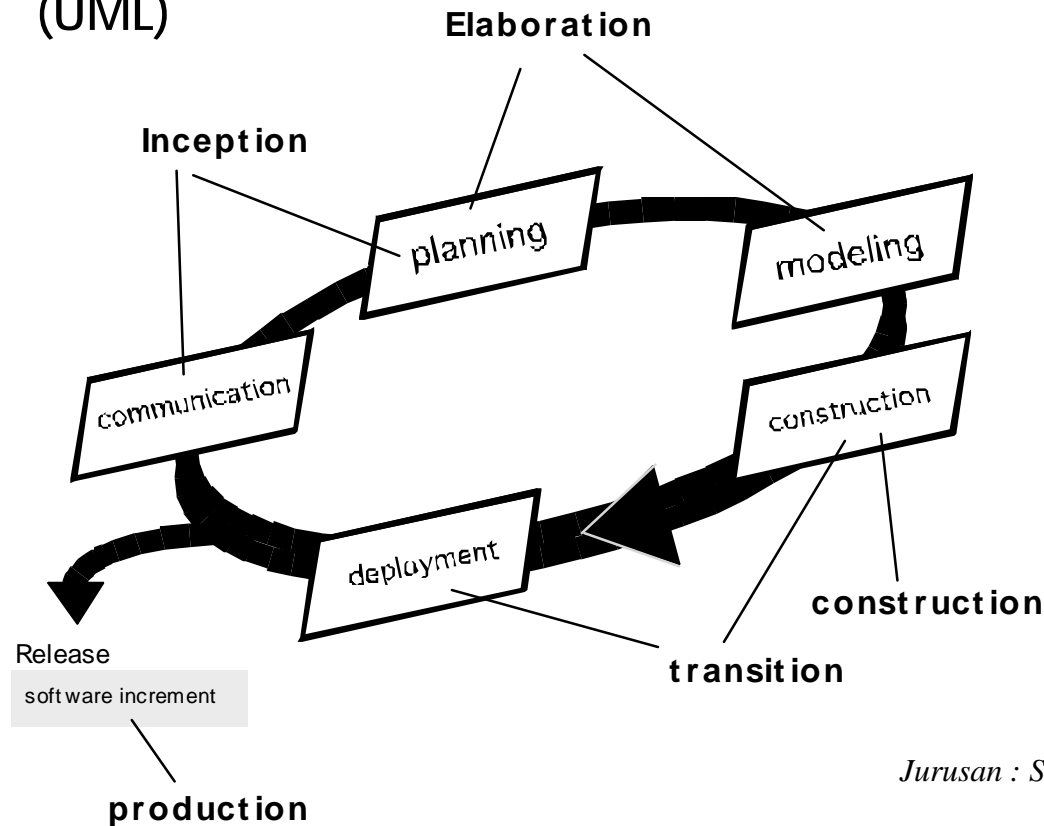 (UML)
Elaboration
Inception
planning
modeling
communication
construction
deployment
construction
transition
Release
software increment
production
Jurusan : S